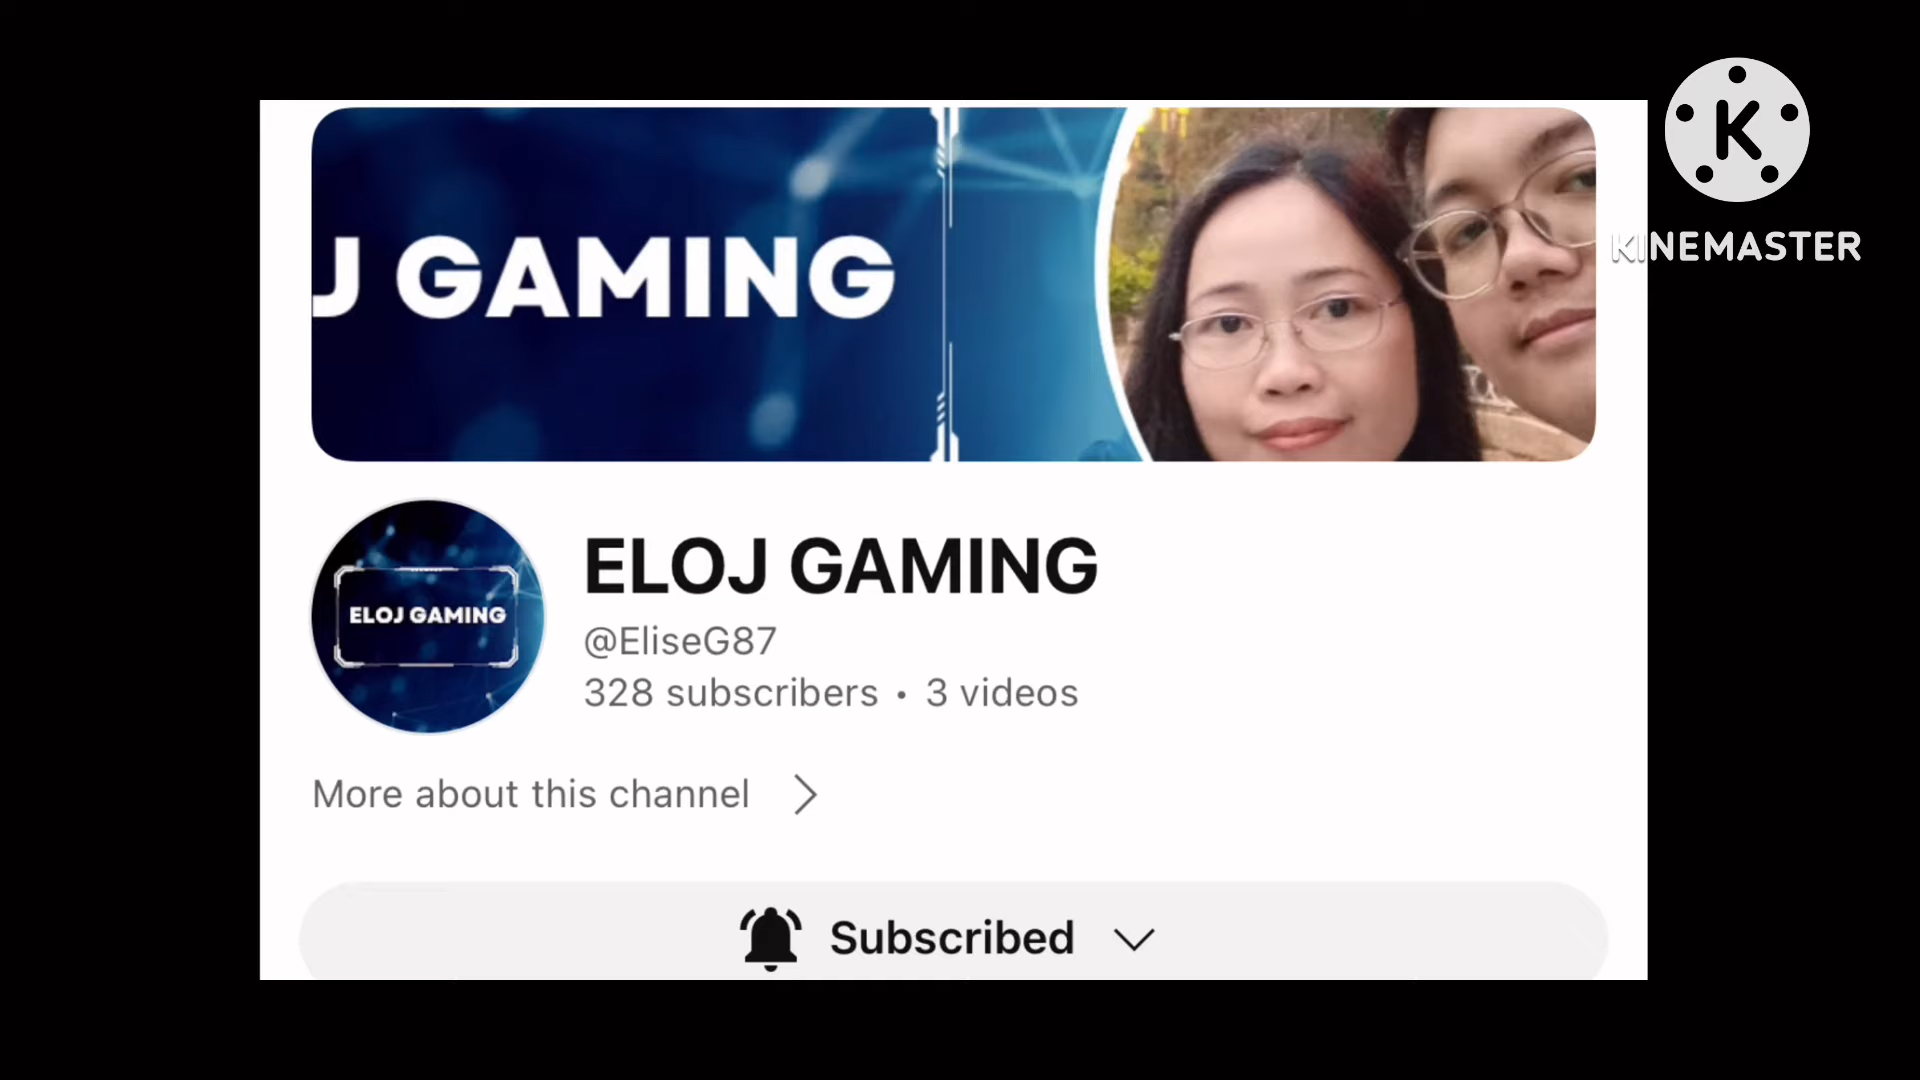 J GAMING
K
KINEMASTER
ELOJ GAMING
ELOJ GAMING
@EliseG87
328 subscribers • 3 videos
More about this channel
Subscribed